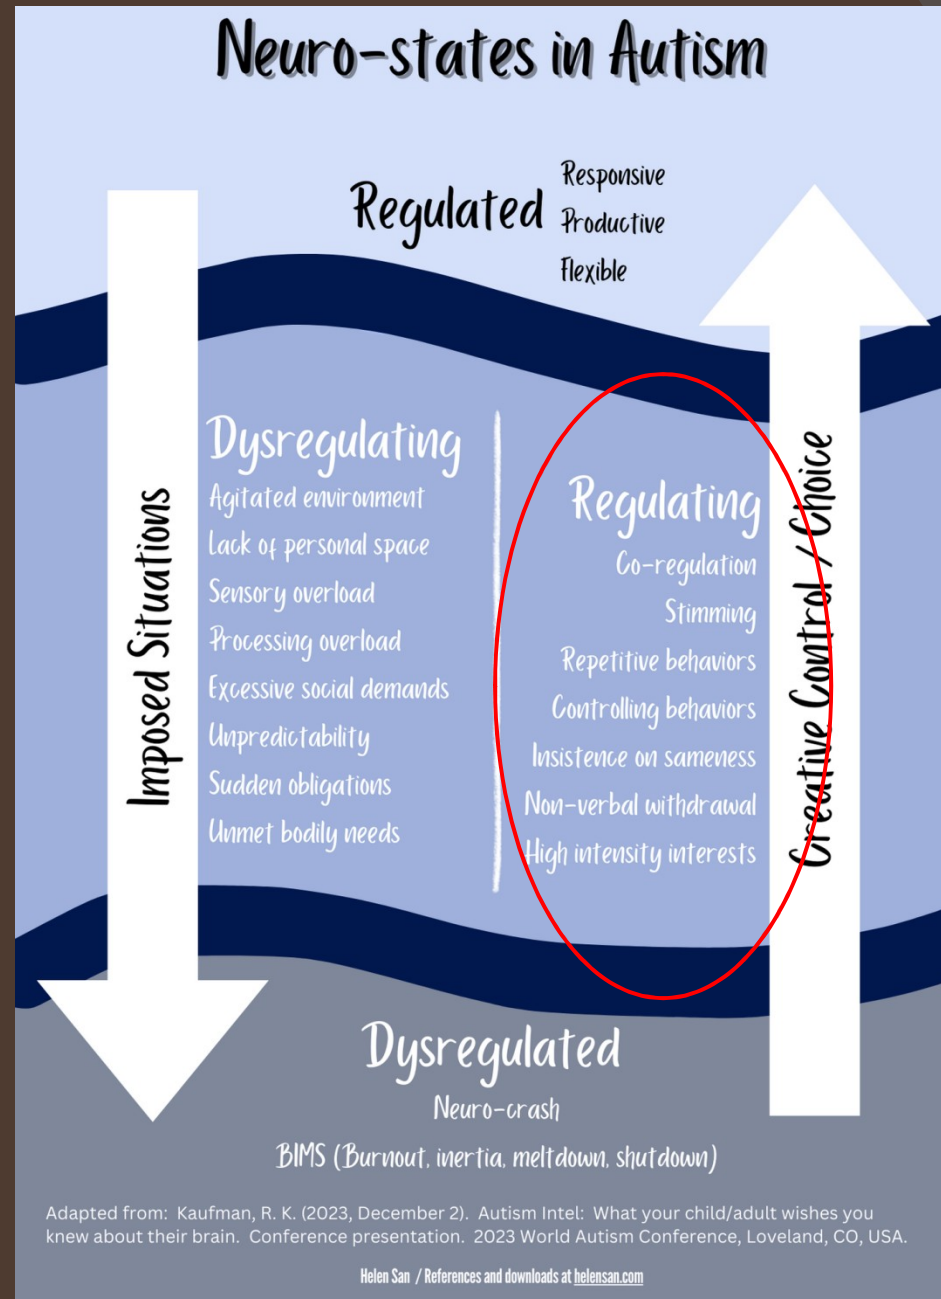 Neuro-states in Autism
Regulated
Responsive
Productive
Flexible
Imposed Situations
Dysregulating
Agitated environment
Lack of personal space
Sensory overload
Processing overload
Excessive social demands
Unpredictability
Sudden obligations
Unmet bodily needs
Regulating
Co-regulation
Stimming
Repetitive behaviors
Controlling behaviors
Insistence on sameness
Non-verbal withdrawal
High intensity interests
Creative Control / Choice
Dysregulated
Neuro-crash
BIMS (Burnout, inertia, meltdown, shutdown)
Adapted from: Kaufman, R. K. (2023, December 2). Autism Intel: What your child/adult wishes you
knew about their brain. Conference presentation. 2023 World Autism Conference, Loveland, CO, USA.
Helen San / References and downloads at helensan.com